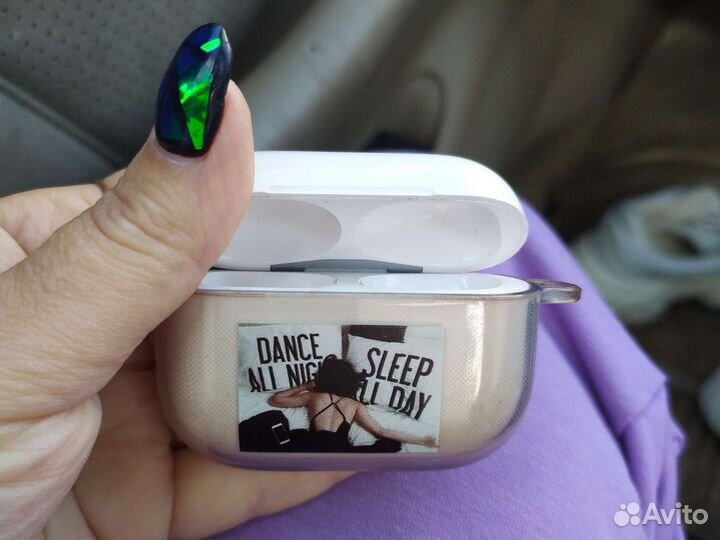 DANCE
ALL NIG
SLEEP
LL DAY
Avito